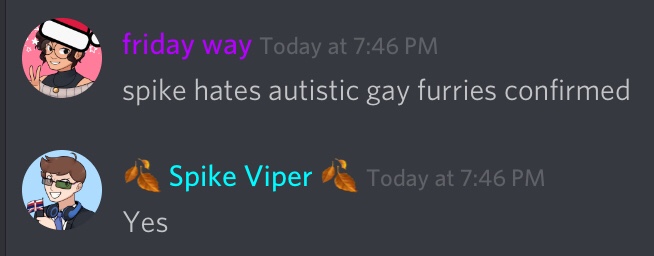 friday way Today at 7:46 PM
spike hates autistic gay furries confirmed
🍂 Spike Viper 🍂 Today at 7:46 PM
Yes